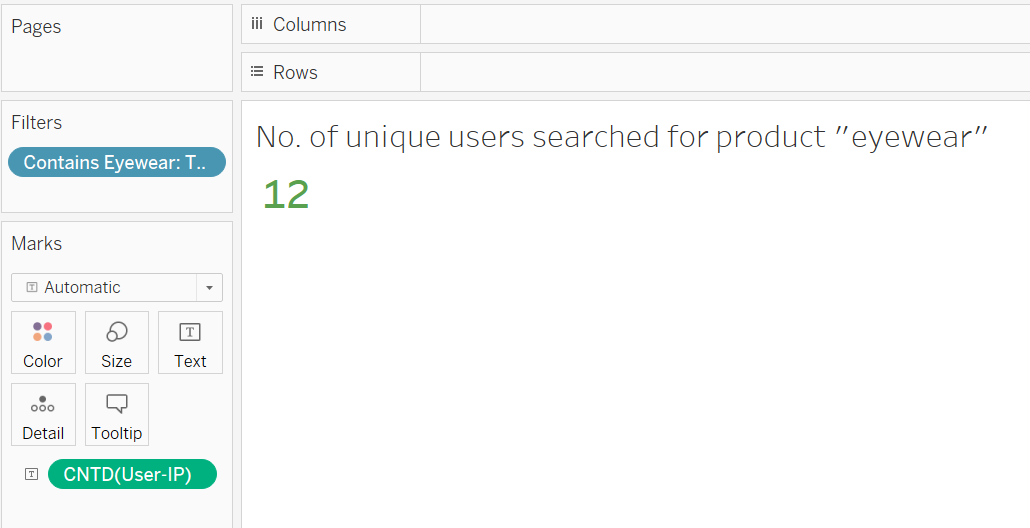 Pages
Columns
Rows
Filters
Contains Eyewear: T..
Marks
Automatic
Color Size Text
Detail Tooltip
CNTD(User-IP)
No. of unique users searched for product "eyewear"
12